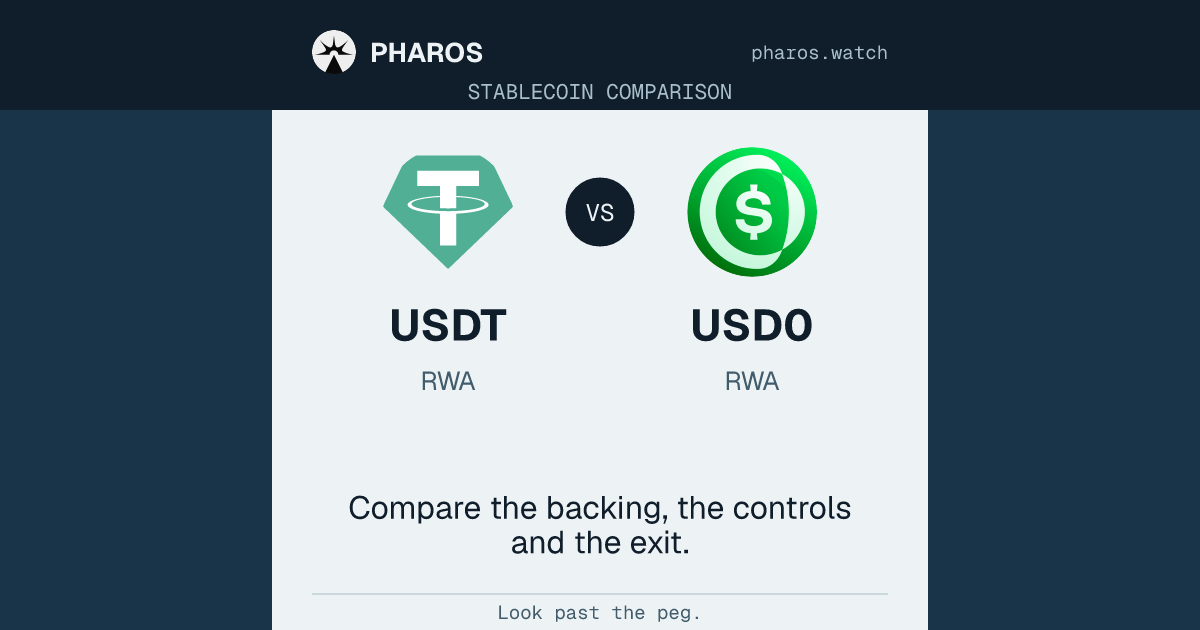 PHAROS
pharos.watch
STABLECOIN COMPARISON
T
VS
$
USDT
USD0
RWA
RWA
Compare the backing, the controls
and the exit.
Look past the peg.